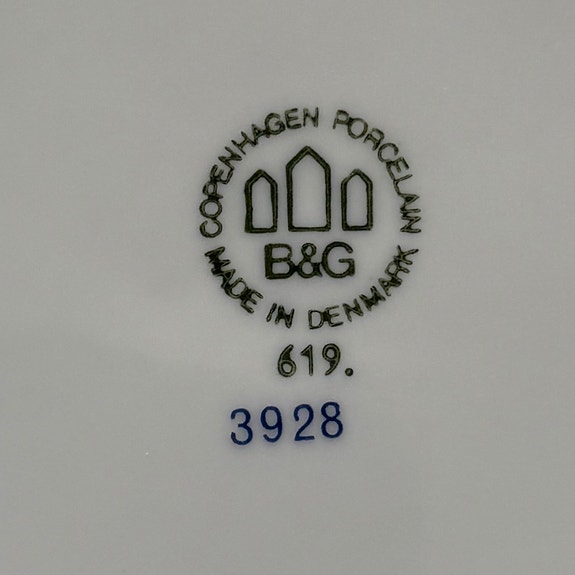 COPENHAGEN PORCELAIN
B&G
MADE IN DENMARK
619.
3928